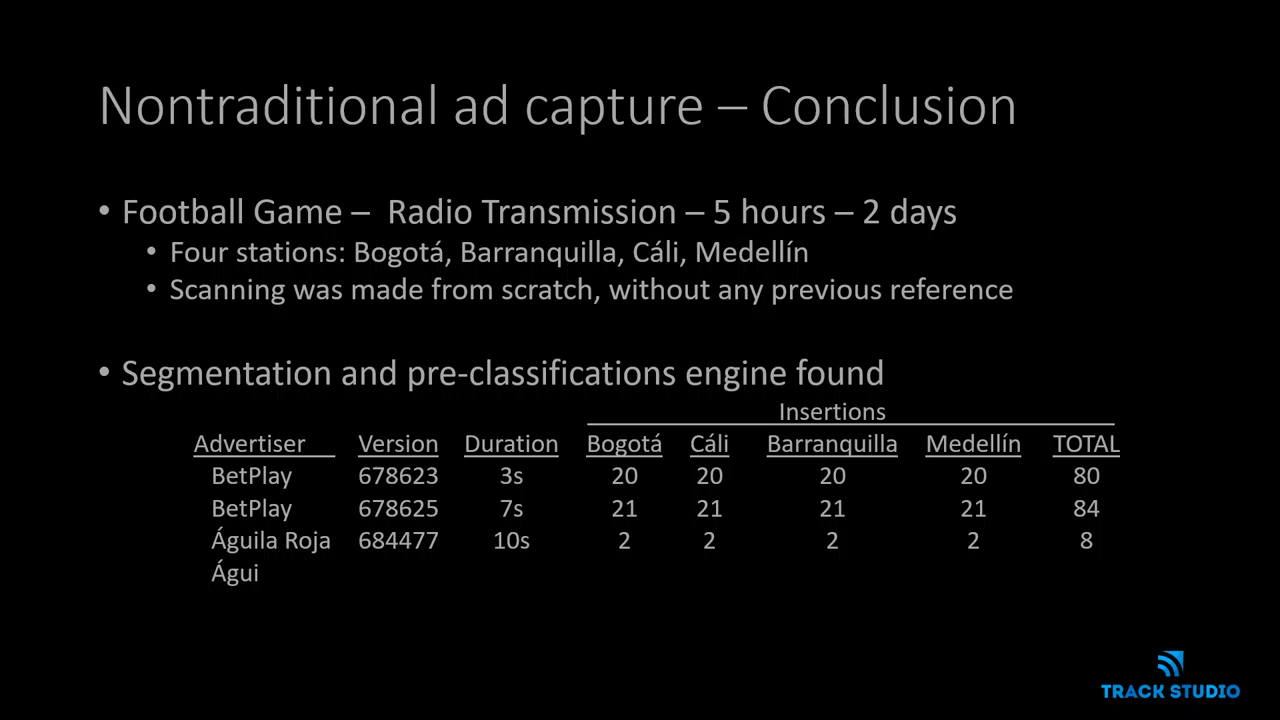 Nontraditional ad capture – Conclusion
• Football Game – Radio Transmission – 5 hours – 2 days
• Four stations: Bogotá, Barranquilla, Cáli, Medellín
• Scanning was made from scratch, without any previous reference
• Segmentation and pre-classifications engine found
Insertions
Advertiser Version Duration Bogotá Cáli Barranquilla Medellín TOTAL
BetPlay 678623 3s 20 20 20 20 80
BetPlay 678625 7s 21 21 21 21 84
Águila Roja 684477 10s 2 2 2 2 8
Águi
TRACK STUDIO